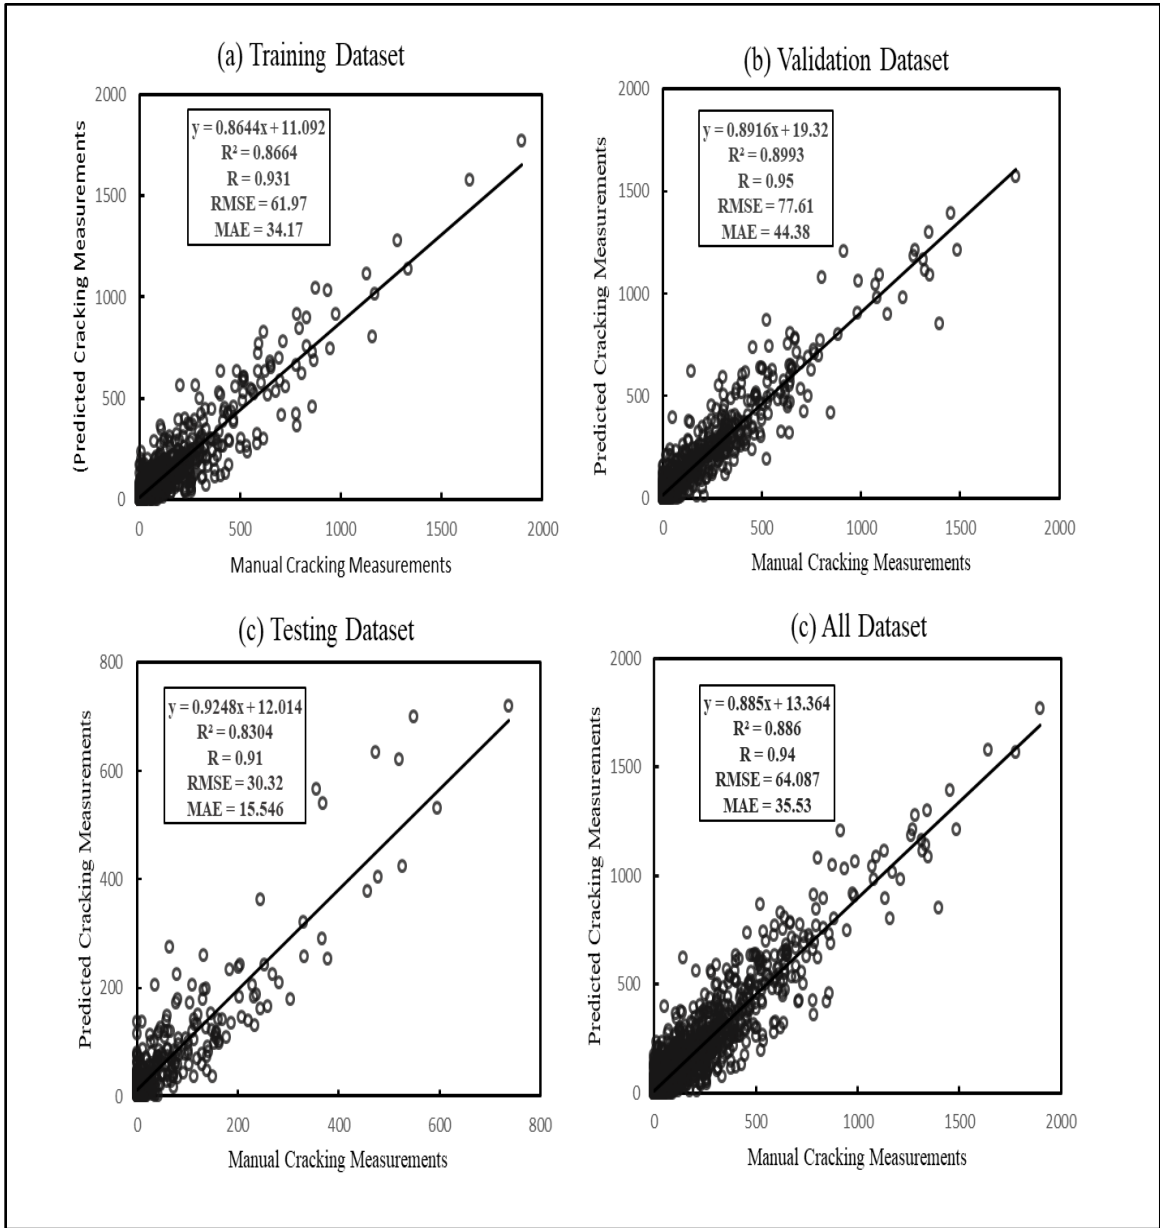 (a) Training Dataset
2000
1500
1000
500
0
(Predicted Cracking Measurements)
y = 0.8644x + 11.092
R² = 0.8664
R = 0.931
RMSE = 61.97
MAE = 34.17
0 500 1000 1500 2000
Manual Cracking Measurements
(b) Validation Dataset
2000
1500
1000
500
0
Predicted Cracking Measurements
y = 0.8916x + 19.32
R² = 0.8993
R = 0.95
RMSE = 77.61
MAE = 44.38
0 500 1000 1500 2000
Manual Cracking Measurements
(c) Testing Dataset
800
600
400
200
0
Predicted Cracking Measurements
y = 0.9248x + 12.014
R² = 0.8304
R = 0.91
RMSE = 30.32
MAE = 15.546
0 200 400 600 800
Manual Cracking Measurements
(c) All Dataset
2000
1500
1000
500
0
Predicted Cracking Measurements
y = 0.885x + 13.364
R² = 0.886
R = 0.94
RMSE = 64.087
MAE = 35.53
0 500 1000 1500 2000
Manual Cracking Measurements